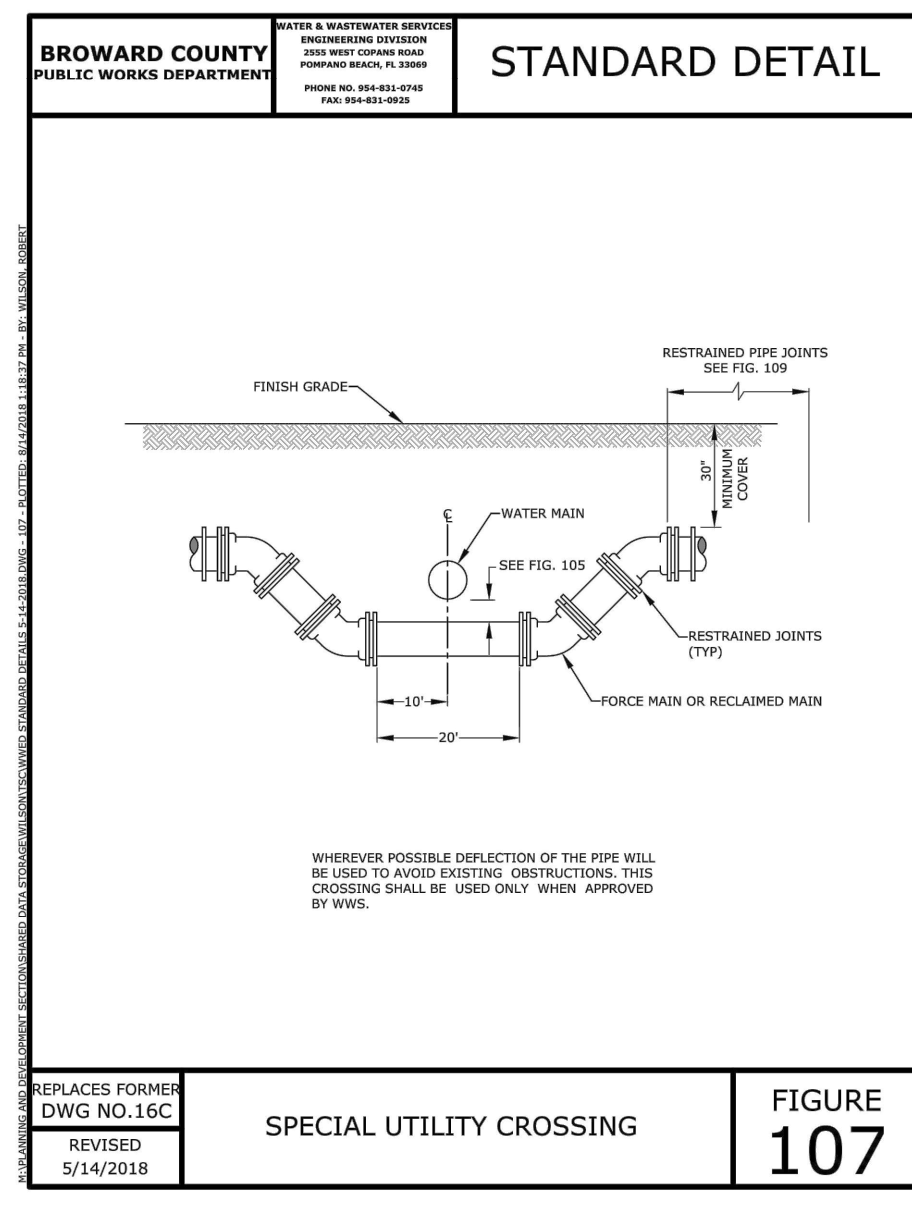 BROWARD COUNTY
PUBLIC WORKS DEPARTMENT
WATER & WASTEWATER SERVICES
ENGINEERING DIVISION
2555 WEST COPANS ROAD
POMPANO BEACH, FL 33069
PHONE NO. 954-831-0745
FAX: 954-831-0925
STANDARD DETAIL
M:\PLANNING AND DEVELOPMENT SECTION\SHARED DATA STORAGE\WILSON\TSC\WWED STANDARD DETAILS 5-14-2018.DWG - 107 - PLOTTED: 8/14/2018 1:18:37 PM - BY: WILSON, ROBERT
RESTRAINED PIPE JOINTS
SEE FIG. 109
FINISH GRADE
30"
MINIMUM
COVER
℄
WATER MAIN
SEE FIG. 105
RESTRAINED JOINTS
(TYP)
FORCE MAIN OR RECLAIMED MAIN
10'
20'
WHEREVER POSSIBLE DEFLECTION OF THE PIPE WILL
BE USED TO AVOID EXISTING OBSTRUCTIONS. THIS
CROSSING SHALL BE USED ONLY WHEN APPROVED
BY WWS.
REPLACES FORMER
DWG NO.16C
REVISED
5/14/2018
SPECIAL UTILITY CROSSING
FIGURE
107